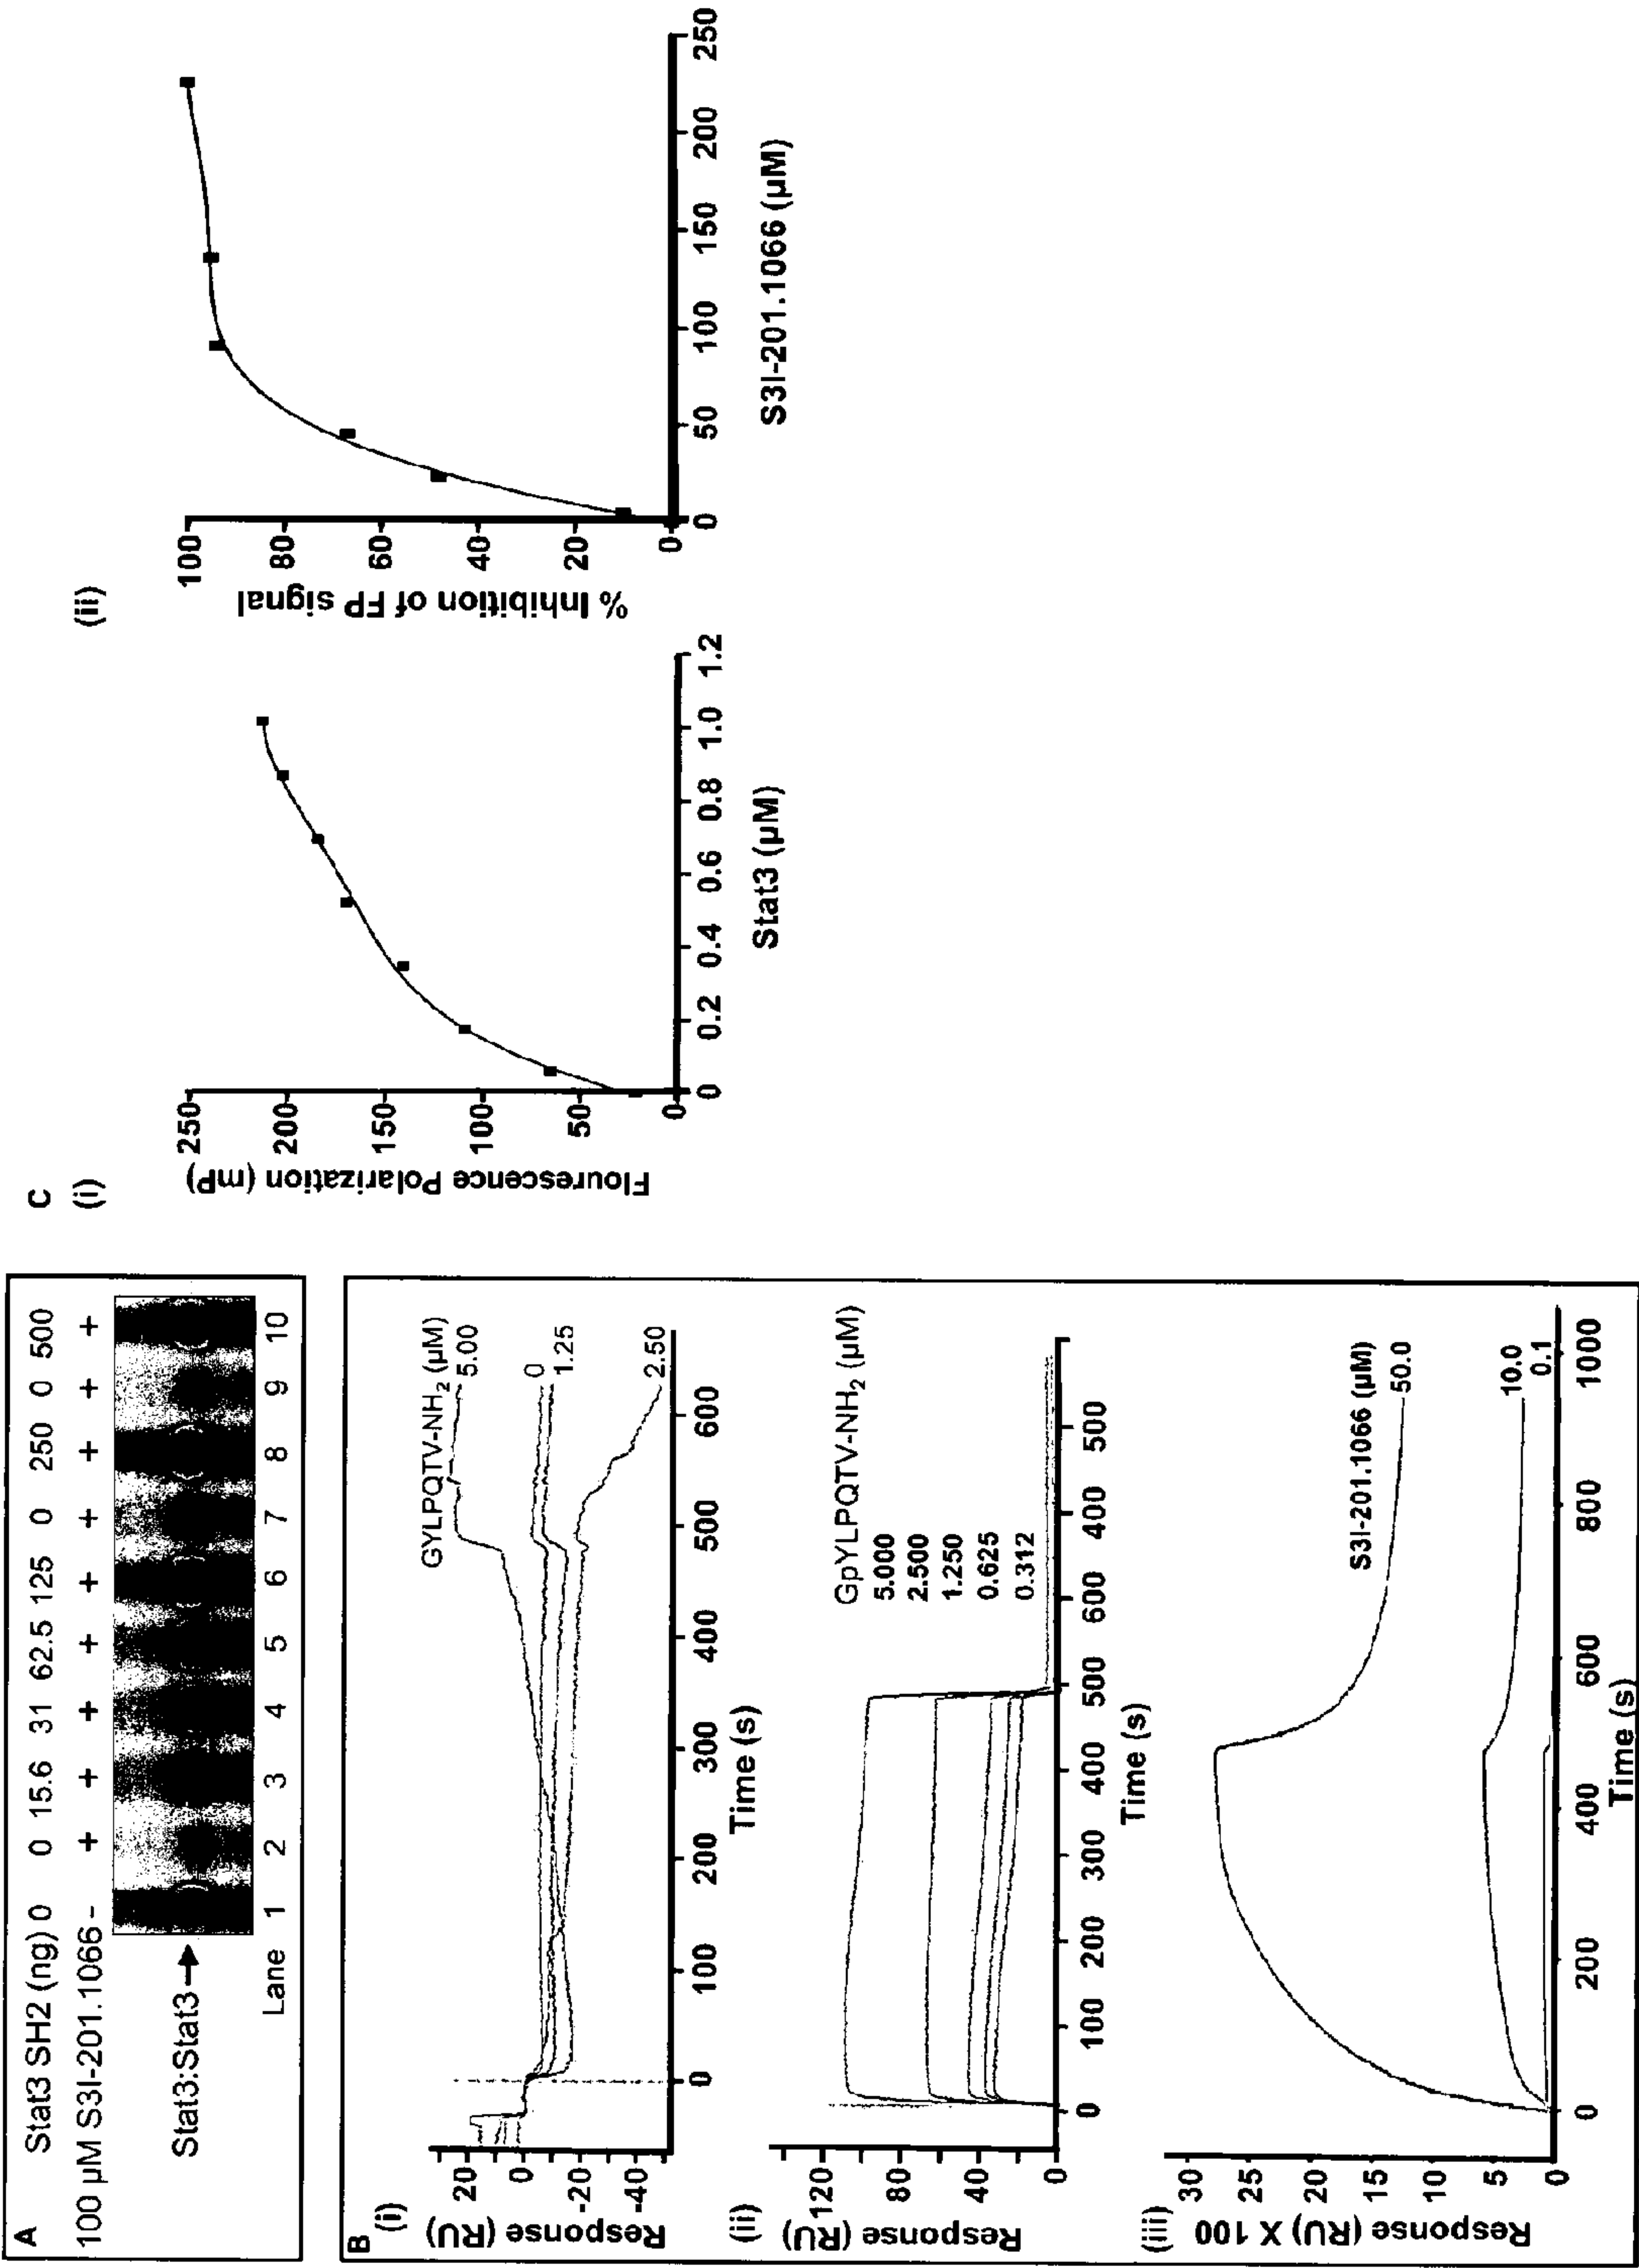 A
Stat3 SH2 (ng) 0 0 15.6 31 62.5 125 0 250 0 500
100 µM S3I-201.1066 - + + + + + + + + +
Stat3:Stat3
Lane 1 2 3 4 5 6 7 8 9 10
B
(i)
Response (RU)
20
0
-20
-40
GYLPQTV-NH₂ (µM)
5.00
0
1.25
2.50
0 100 200 300 400 500 600
Time (s)
(ii)
Response (RU)
120
80
40
0
GpYLPQTV-NH₂ (µM)
5.000
2.500
1.250
0.625
0.312
0 100 200 300 400 500 600 400 500
Time (s)
(iii)
Response (RU) X 100
30
25
20
15
10
5
0
S3I-201.1066 (µM)
50.0
10.0
0.1
0 200 400 600 800 1000
Time (s)
C
(i)
Flourescence Polarization (mP)
250
200
150
100
50
0
0 0.2 0.4 0.6 0.8 1.0 1.2
Stat3 (µM)
(ii)
% Inhibition of FP signal
100
80
60
40
20
0
0 50 100 150 200 250
S3I-201.1066 (µM)